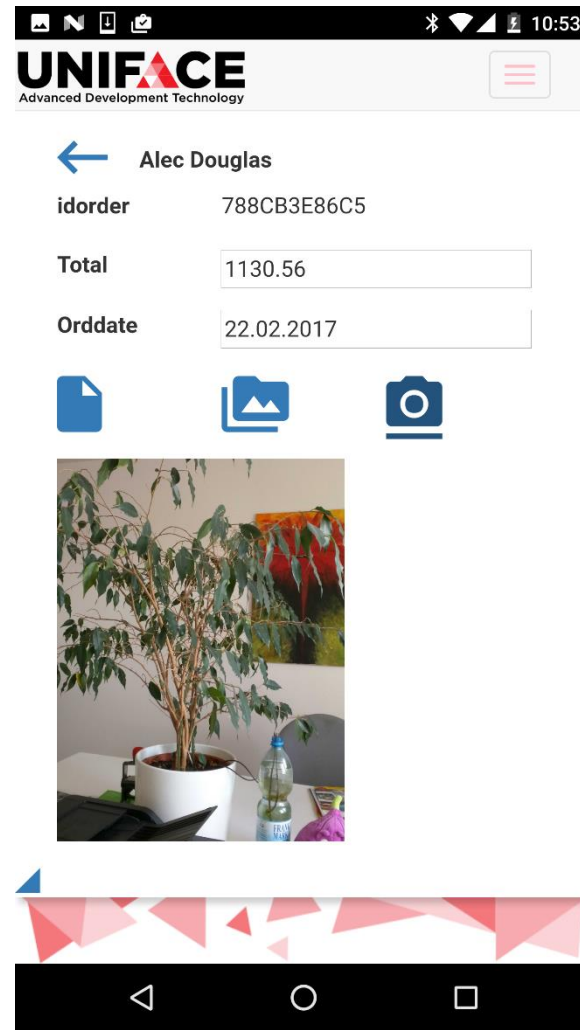 10:53
UNIFACE
Advanced Development Technology
Alec Douglas
idorder 788CB3E86C5
Total 1130.56
Orddate 22.02.2017